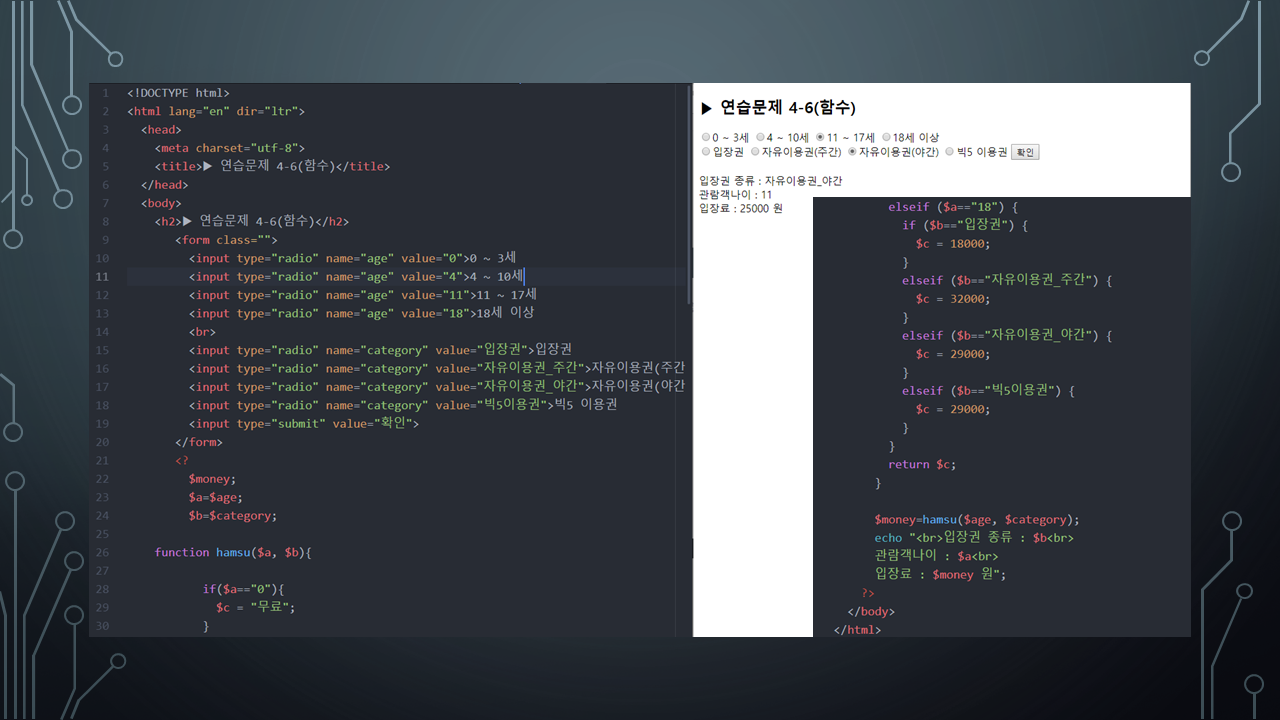 1 <!DOCTYPE html>
2 <html lang="en" dir="ltr">
3 <head>
4 <meta charset="utf-8">
5 <title>▶ 연습문제 4-6(함수)</title>
6 </head>
7 <body>
8 <h2>▶ 연습문제 4-6(함수)</h2>
9 <form class="">
10 <input type="radio" name="age" value="0">0 ~ 3세
11 <input type="radio" name="age" value="4">4 ~ 10세
12 <input type="radio" name="age" value="11">11 ~ 17세
13 <input type="radio" name="age" value="18">18세 이상
14 <br>
15 <input type="radio" name="category" value="입장권">입장권
16 <input type="radio" name="category" value="자유이용권_주간">자유이용권(주간
17 <input type="radio" name="category" value="자유이용권_야간">자유이용권(야간
18 <input type="radio" name="category" value="빅5이용권">빅5 이용권
19 <input type="submit" value="확인">
20 </form>
21 <?
22 $money;
23 $a=$age;
24 $b=$category;
25
26 function hamsu($a, $b){
27
28 if($a=="0"){
29 $c = "무료";
30 }
▶ 연습문제 4-6(함수)
0 ~ 3세 4 ~ 10세 11 ~ 17세 18세 이상
입장권 자유이용권(주간) 자유이용권(야간) 빅5 이용권 확인
입장권 종류 : 자유이용권_야간
관람객나이 : 11
입장료 : 25000 원
elseif ($a=="18") {
if ($b=="입장권") {
$c = 18000;
}
elseif ($b=="자유이용권_주간") {
$c = 32000;
}
elseif ($b=="자유이용권_야간") {
$c = 29000;
}
elseif ($b=="빅5이용권") {
$c = 29000;
}
}
return $c;
}
$money=hamsu($age, $category);
echo "<br>입장권 종류 : $b<br>
관람객나이 : $a<br>
입장료 : $money 원";
?>
</body>
</html>